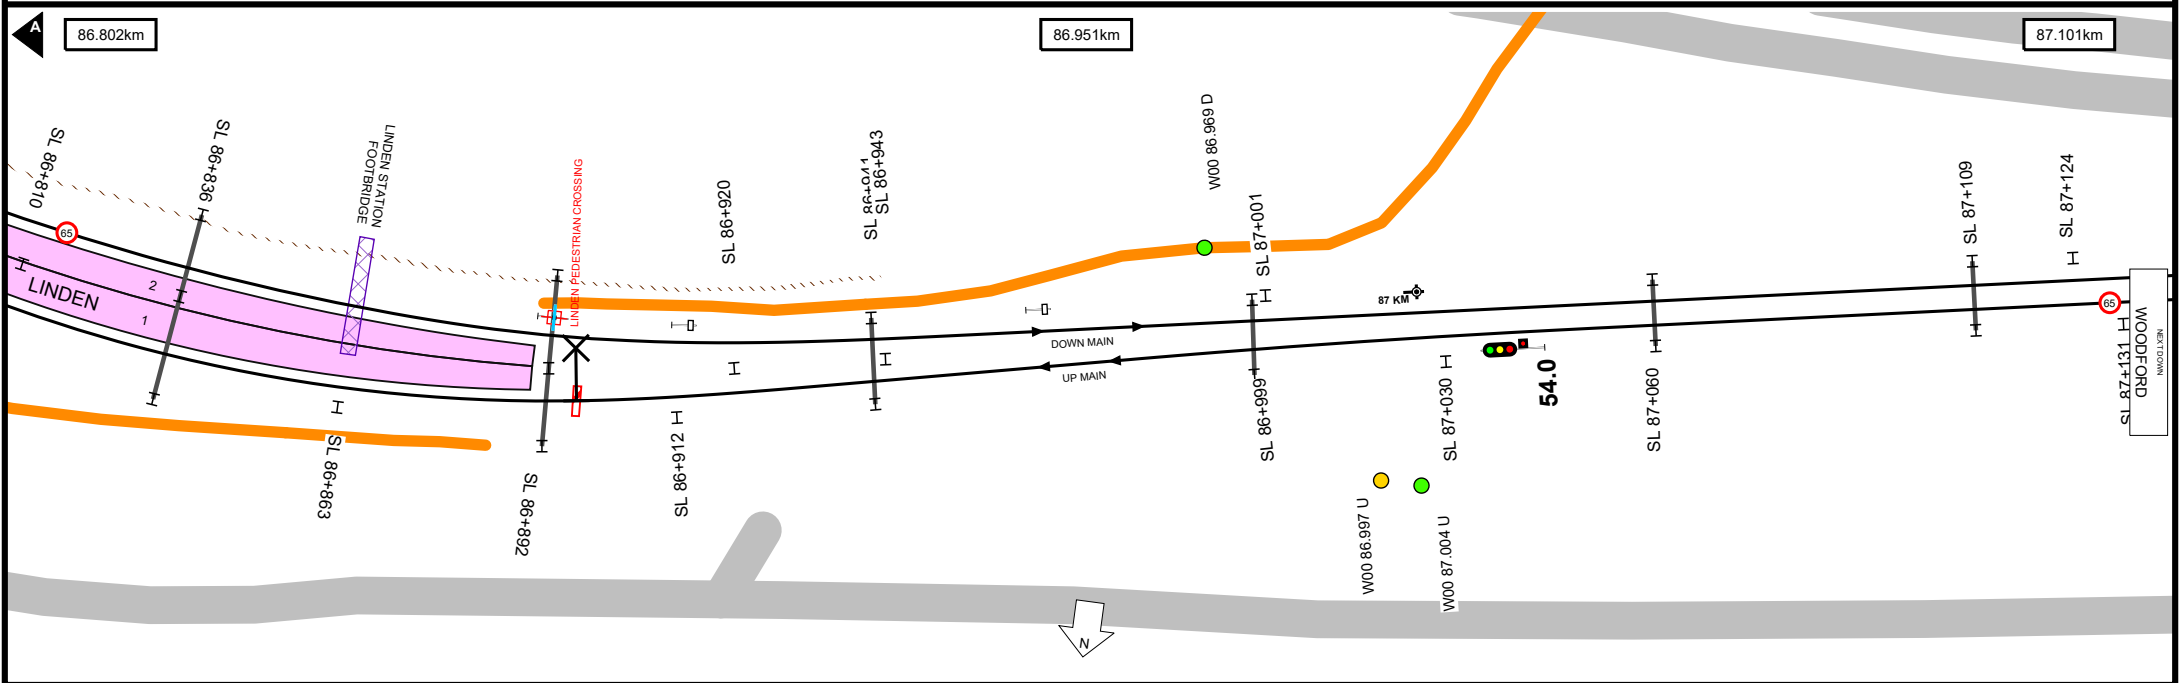 A
86.802km
86.951km
87.101km
SL 86+810
65
SL 86+836
LINDEN STATION
FOOTBRIDGE
LINDEN PEDESTRIAN CROSSING
SL 86+920
SL 86+941
SL 86+943
W00 86.969 D
SL 87+001
SL 87+109
SL 87+124
LINDEN
2
1
87 KM
DOWN MAIN
UP MAIN
54.0
65
NEXT DOWN
WOODFORD
SL 86+863
SL 86+892
SL 86+912
SL 86+999
SL 87+030
SL 87+060
SL 87+131
W00 86.997 U
W00 87.004 U
N